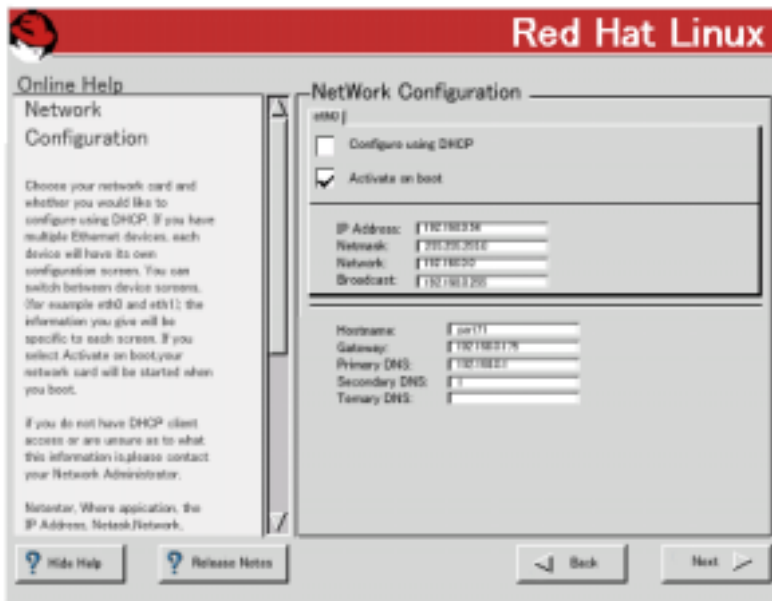 Red Hat Linux
Online Help
Network
Configuration
Choose your network card and
whether you would like to
configure using DHCP. If you have
multiple Ethernet devices, each
device will have its own
configuration screen. You can
switch between device screens,
(for example eth0 and eth1); the
information you give will be
specific to each screen. If you
select Activate on boot,your
network card will be started when
you boot.
if you do not have DHCP client
access or are unsure as to what
this information is,please contact
your Network Administrator.
Where appication, the
IP Address,
Hide Help
Release Notes
NetWork Configuration
eth0
Configure using DHCP
Activate on boot
IP Address:
Netmask:
Network:
Broadcast:
Hostname:
Gateway:
Primary DNS:
Secondary DNS:
Ternary DNS:
Back
Next